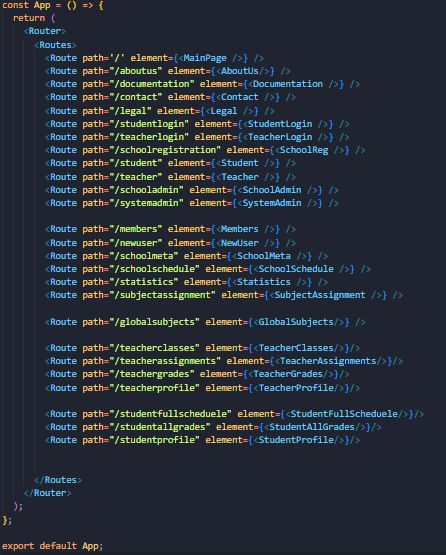 const App = () => {
return (
<Router>
<Routes>
<Route path='/' element={<MainPage />} />
<Route path="/aboutus" element={<AboutUs/>} />
<Route path="/documentation" element={<Documentation />} />
<Route path="/contact" element={<Contact />} />
<Route path="/legal" element={<Legal />} />
<Route path="/studentlogin" element={<StudentLogin />} />
<Route path="/teacherlogin" element={<TeacherLogin />} />
<Route path="/schoolregistration" element={<SchoolReg />} />
<Route path="/student" element={<Student />} />
<Route path="/teacher" element={<Teacher />} />
<Route path="/schooladmin" element={<SchoolAdmin />} />
<Route path="/systemadmin" element={<SystemAdmin />} />
<Route path="/members" element={<Members />} />
<Route path="/newuser" element={<NewUser />} />
<Route path="/schoolmeta" element={<SchoolMeta />} />
<Route path="/schoolschedule" element={<SchoolSchedule />} />
<Route path="/statistics" element={<Statistics />} />
<Route path="/subjectassignment" element={<SubjectAssignment />} />
<Route path="/globalsubjects" element={<GlobalSubjects/>} />
<Route path="/teacherclasses" element={<TeacherClasses/>}/>
<Route path="/teacherassignments" element={<TeacherAssignments/>}/>
<Route path="/teachergrades" element={<TeacherGrades/>}/>
<Route path="/teacherprofile" element={<TeacherProfile/>}/>
<Route path="/studentfullscheduele" element={<StudentFullScheduele/>}/>
<Route path="/studentallgrades" element={<StudentAllGrades/>}/>
<Route path="/studentprofile" element={<StudentProfile/>}/>
</Routes>
</Router>
);
};
export default App;